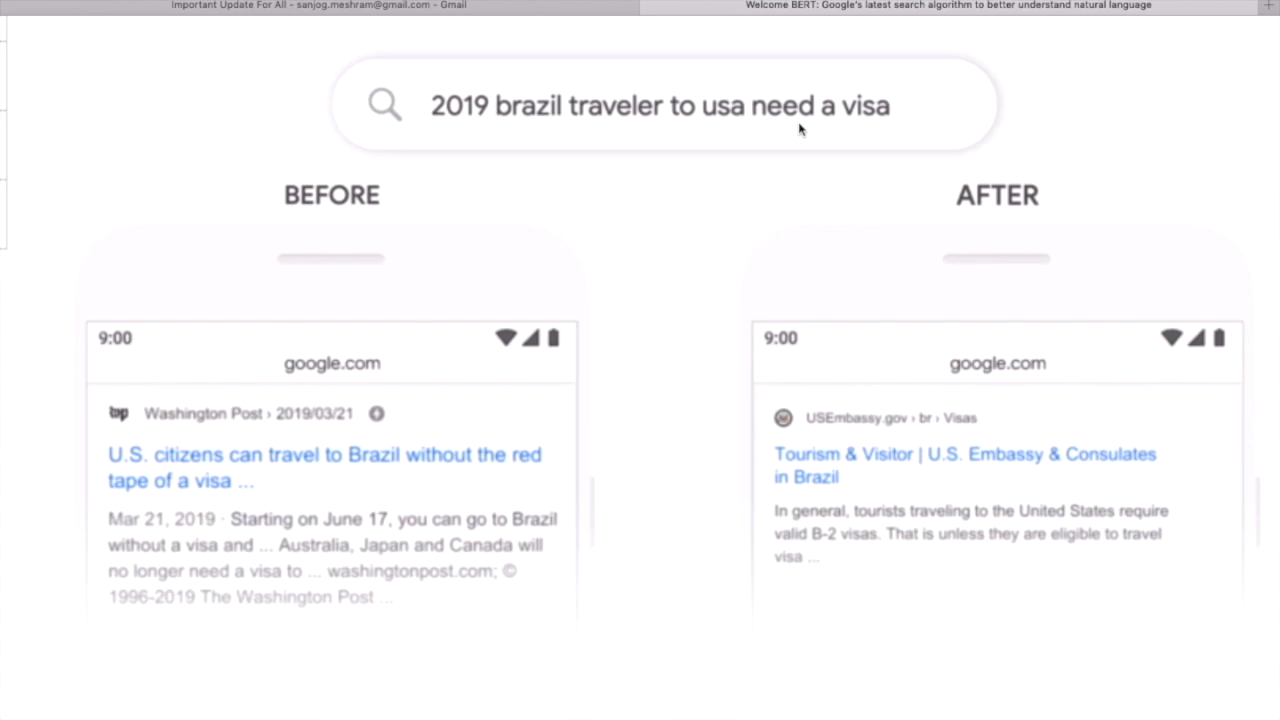 Important Update For All - sanjog.meshram@gmail.com - Gmail
Welcome BERT: Google's latest search algorithm to better understand natural language
2019 brazil traveler to usa need a visa
BEFORE
AFTER
9:00
google.com
wp Washington Post › 2019/03/21
U.S. citizens can travel to Brazil without the red
tape of a visa ...
Mar 21, 2019 · Starting on June 17, you can go to Brazil
without a visa and ... Australia, Japan and Canada will
no longer need a visa to ... washingtonpost.com; ©
1996-2019 The Washington Post ...
9:00
google.com
USEmbassy.gov › br › Visas
Tourism & Visitor | U.S. Embassy & Consulates
in Brazil
In general, tourists traveling to the United States require
valid B-2 visas. That is unless they are eligible to travel
visa ...